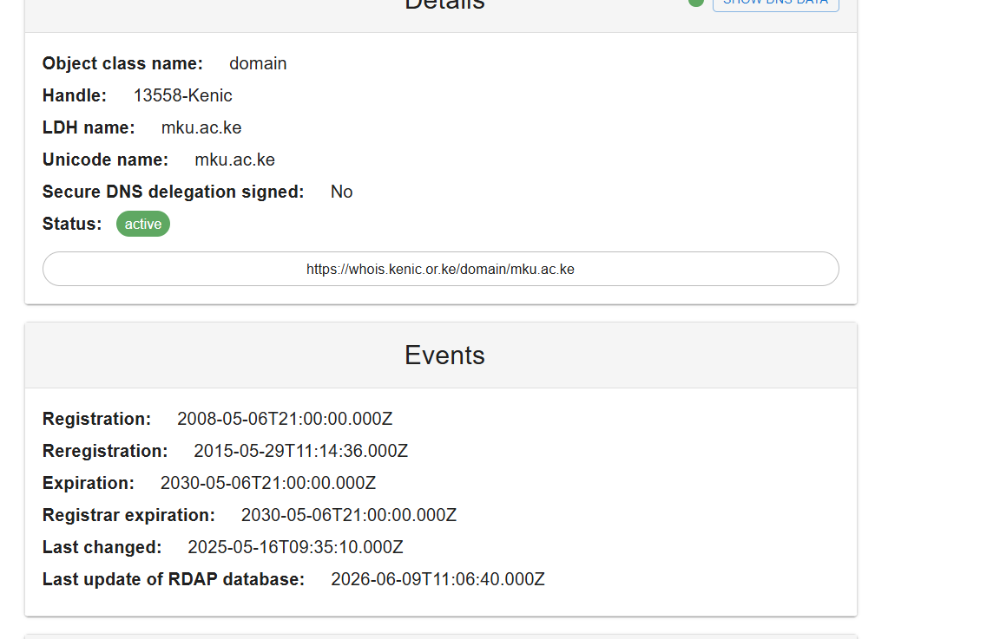 Details
SHOW DNS DATA
Object class name: domain
Handle: 13558-Kenic
LDH name: mku.ac.ke
Unicode name: mku.ac.ke
Secure DNS delegation signed: No
Status: active
https://whois.kenic.or.ke/domain/mku.ac.ke
Events
Registration: 2008-05-06T21:00:00.000Z
Reregistration: 2015-05-29T11:14:36.000Z
Expiration: 2030-05-06T21:00:00.000Z
Registrar expiration: 2030-05-06T21:00:00.000Z
Last changed: 2025-05-16T09:35:10.000Z
Last update of RDAP database: 2026-06-09T11:06:40.000Z